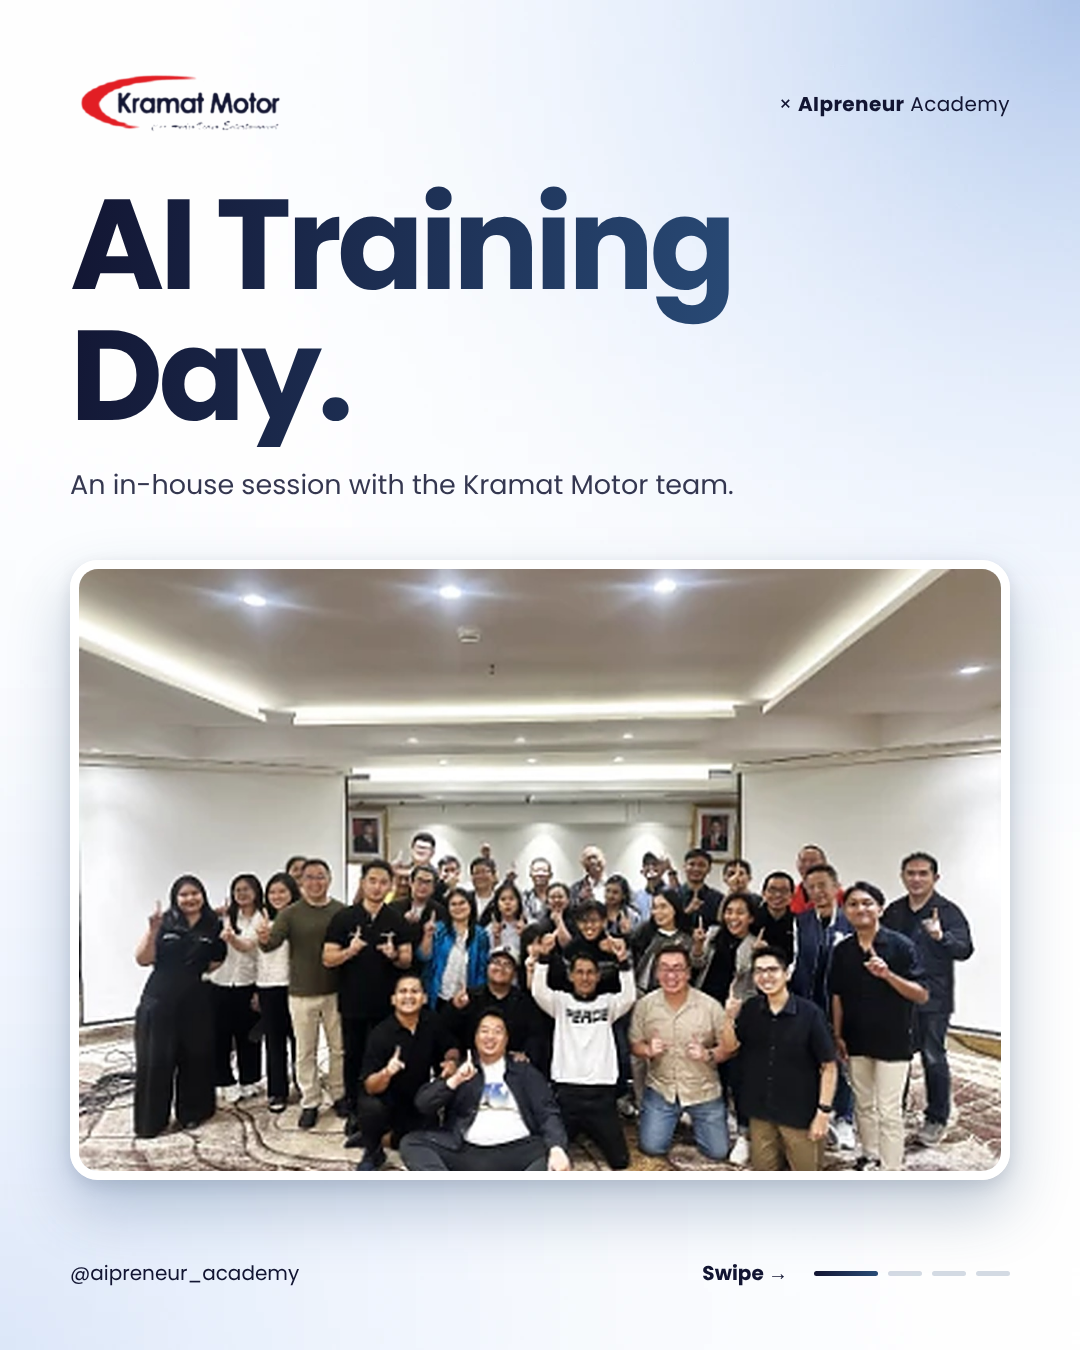 Kramat Motor
× AIpreneur Academy
AI Training
Day.
An in-house session with the Kramat Motor team.
PEACE
@aipreneur_academy
Swipe →